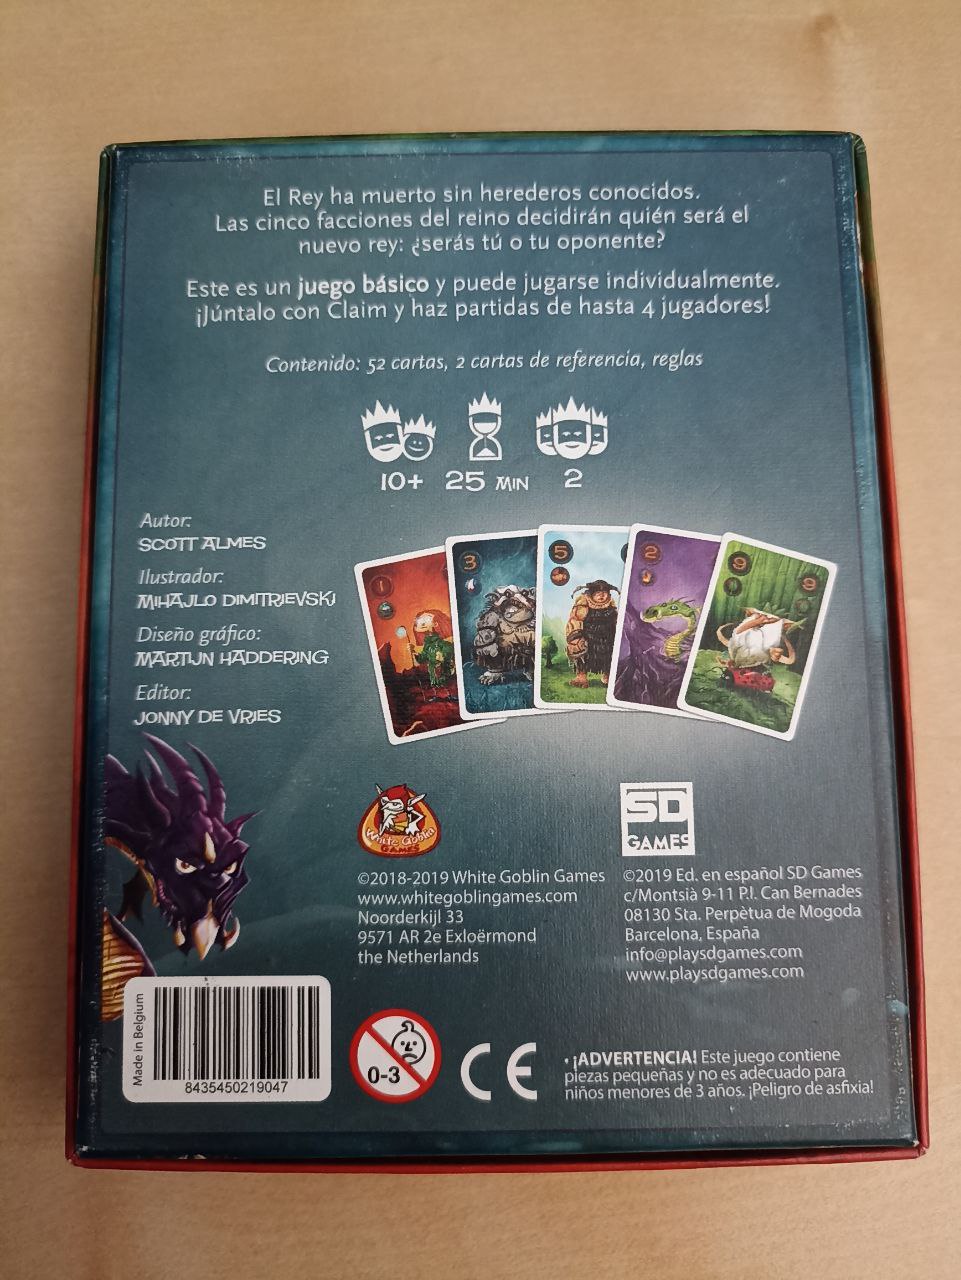 El Rey ha muerto sin herederos conocidos.
Las cinco facciones del reino decidirán quién será el
nuevo rey: ¿serás tú o tu oponente?
Este es un juego básico y puede jugarse individualmente.
¡Júntalo con Claim y haz partidas de hasta 4 jugadores!
Contenido: 52 cartas, 2 cartas de referencia, reglas
10+ 25 MIN 2
Autor:
SCOTT ALMES
Ilustrador:
MIHAJLO DIMITRIEVSKI
Diseño gráfico:
MARTIJN HADDERING
Editor:
JONNY DE VRIES
1
3
5
2
9
9
White Goblin
GAMES
©2018-2019 White Goblin Games
www.whitegoblingames.com
Noorderkijl 33
9571 AR 2e Exloërmond
the Netherlands
SD
GAMES
©2019 Ed. en español SD Games
c/Montsià 9-11 P.I. Can Bernades
08130 Sta. Perpètua de Mogoda
Barcelona, España
info@playsdgames.com
www.playsdgames.com
Made in Belgium
8435450219047
0-3
CE
· ¡ADVERTENCIA! Este juego contiene
piezas pequeñas y no es adecuado para
niños menores de 3 años. ¡Peligro de asfixia!